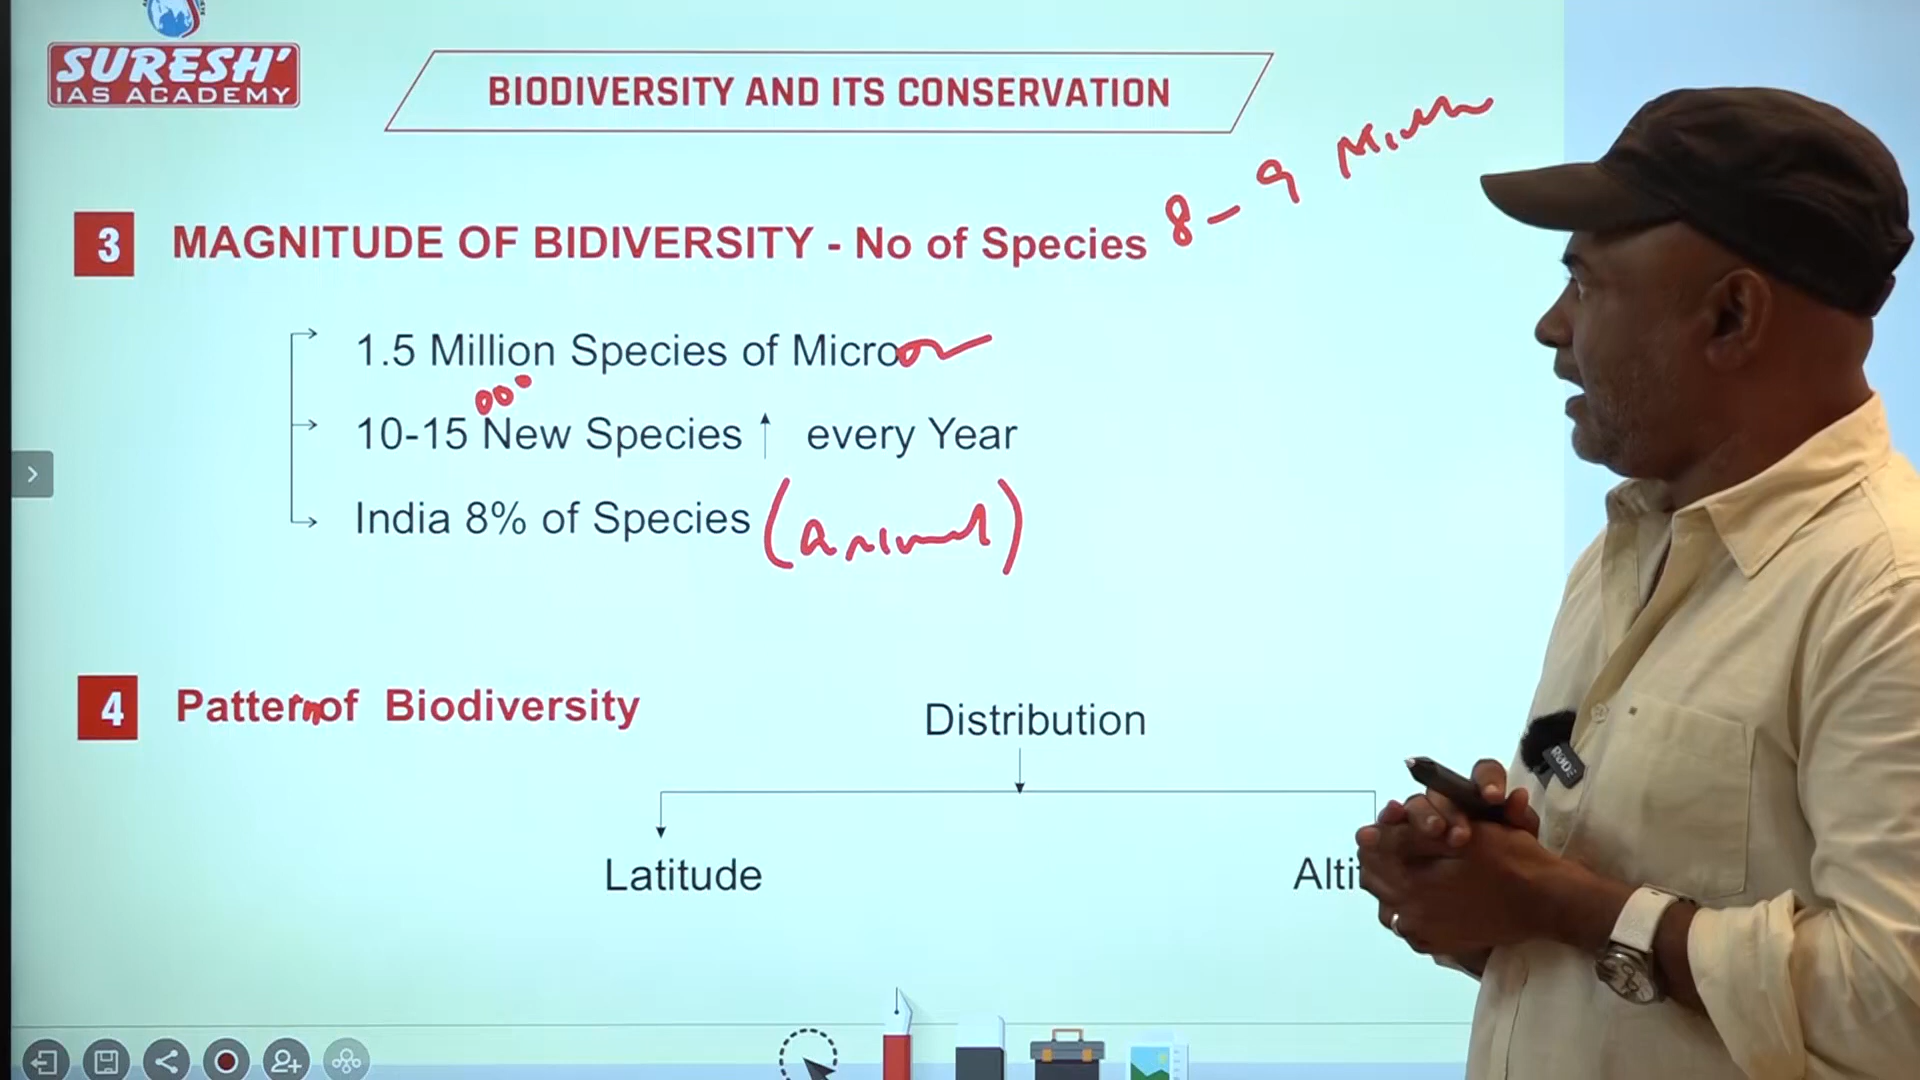 SURESH'
IAS ACADEMY
BIODIVERSITY AND ITS CONSERVATION
8-9 Million
3 MAGNITUDE OF BIDIVERSITY - No of Species
1.5 Million Species of Micro
000
10-15 New Species ↑ every Year
India 8% of Species (animal)
4 Pattern of Biodiversity
Distribution
RØDE
Latitude
Alti